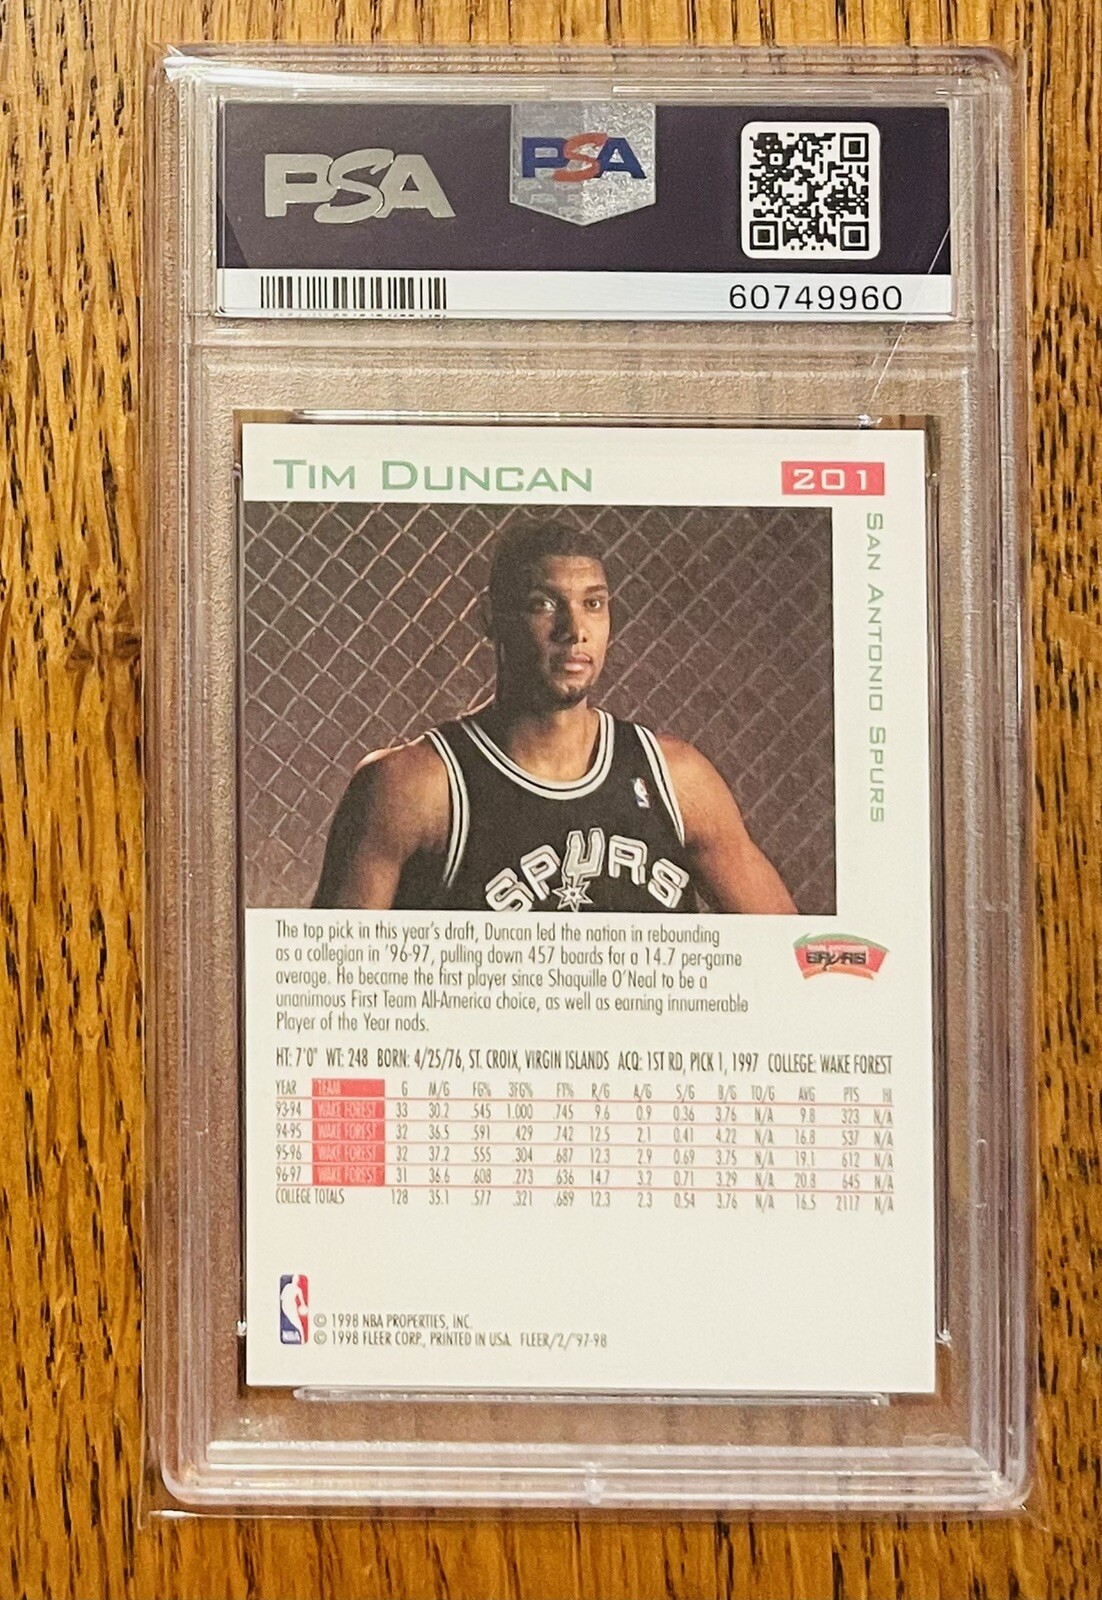 PSA
PSA
60749960
TIM DUNCAN
201
SAN ANTONIO SPURS
SPURS
The top pick in this year's draft, Duncan led the nation in rebounding
as a collegian in '96-97, pulling down 457 boards for a 14.7 per-game
average. He became the first player since Shaquille O'Neal to be a
unanimous First Team All-America choice, as well as earning innumerable
Player of the Year nods.
SPURS
HT: 7'0" WT: 248 BORN: 4/25/76, ST. CROIX, VIRGIN ISLANDS ACQ: 1ST RD, PICK 1, 1997 COLLEGE: WAKE FOREST
YEAR TEAM G M/G FG% 3FG% FT% R/G A/G S/G B/G TO/G AVG PTS HI
93-94 WAKE FOREST 33 30.2 .545 1.000 .745 9.6 0.9 0.36 3.76 N/A 9.8 323 N/A
94-95 WAKE FOREST 32 36.5 .591 .429 .742 12.5 2.1 0.41 4.22 N/A 16.8 537 N/A
95-96 WAKE FOREST 32 37.2 .555 .304 .687 12.3 2.9 0.69 3.75 N/A 19.1 612 N/A
96-97 WAKE FOREST 31 36.6 .608 .273 .636 14.7 3.2 0.71 3.29 N/A 20.8 645 N/A
COLLEGE TOTALS 128 35.1 .577 .321 .689 12.3 2.3 0.54 3.76 N/A 16.5 2117 N/A
NBA
© 1998 NBA PROPERTIES, INC.
© 1998 FLEER CORP., PRINTED IN USA FLEER/2/'97-98